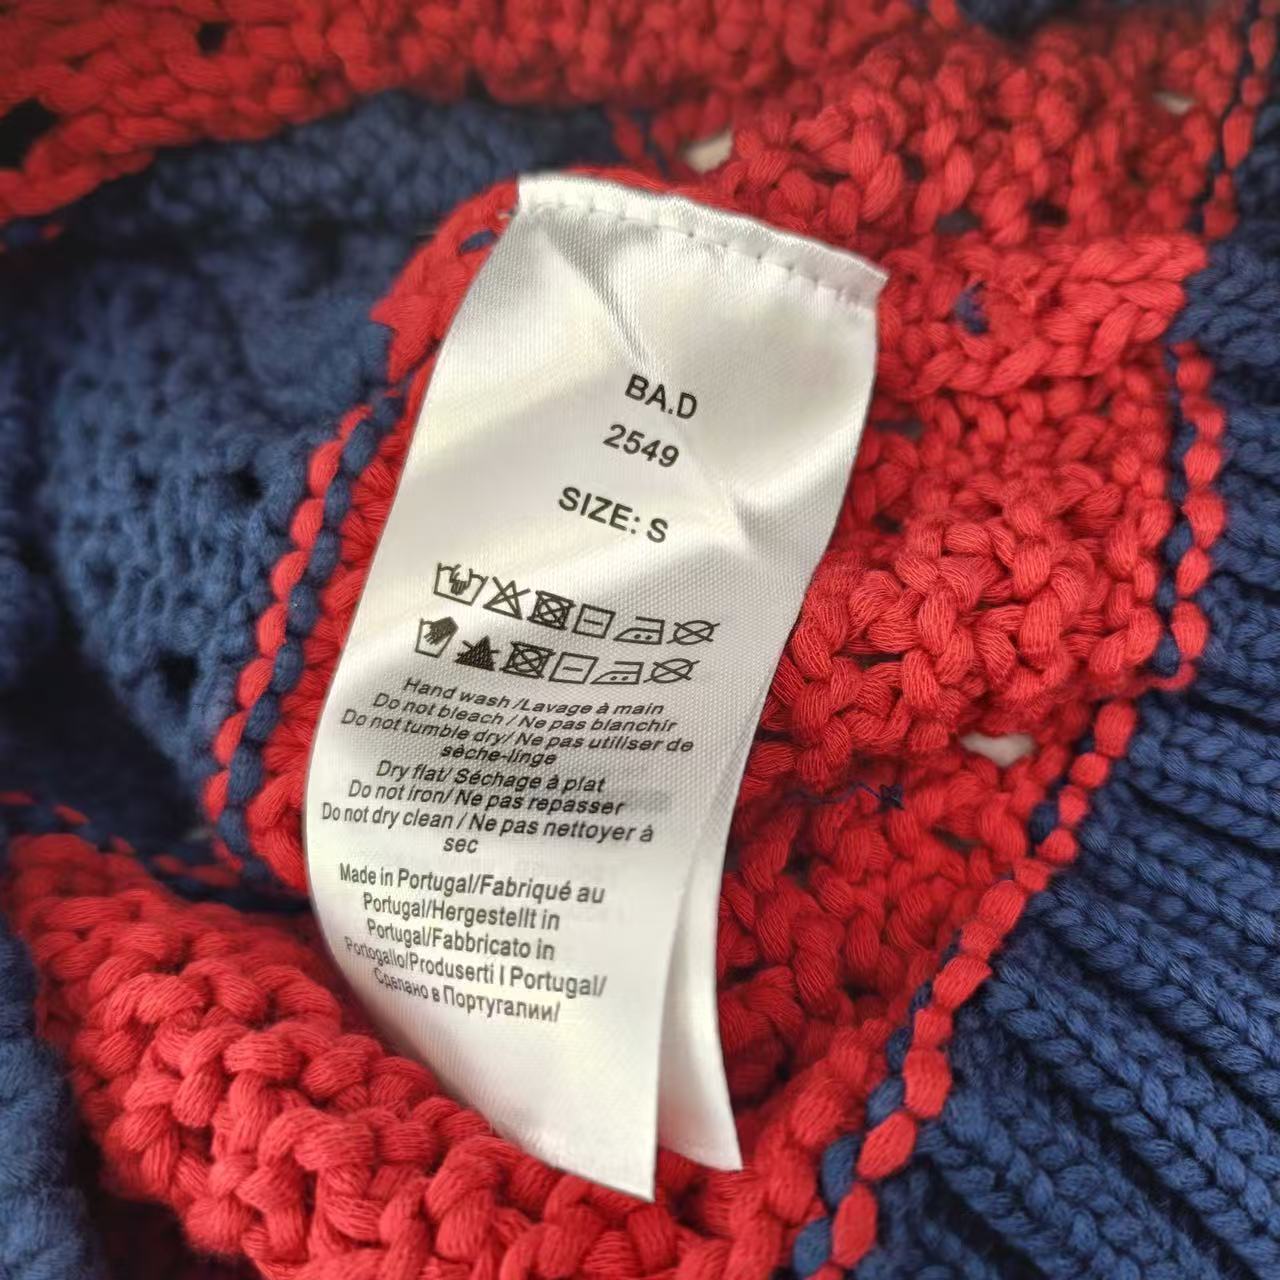 BA.D
2549
SIZE: S
Hand wash /Lavage à main
Do not bleach / Ne pas blanchir
Do not tumble dry/ Ne pas utiliser de
sèche-linge
Dry flat/ Séchage à plat
Do not iron/ Ne pas repasser
Do not dry clean / Ne pas nettoyer à
sec
Made in Portugal/Fabriqué au
Portugal/Hergestellt in
Portugal/Fabbricato in
Portogallo/Produserti I Portugal/
Сделано в Португалии/